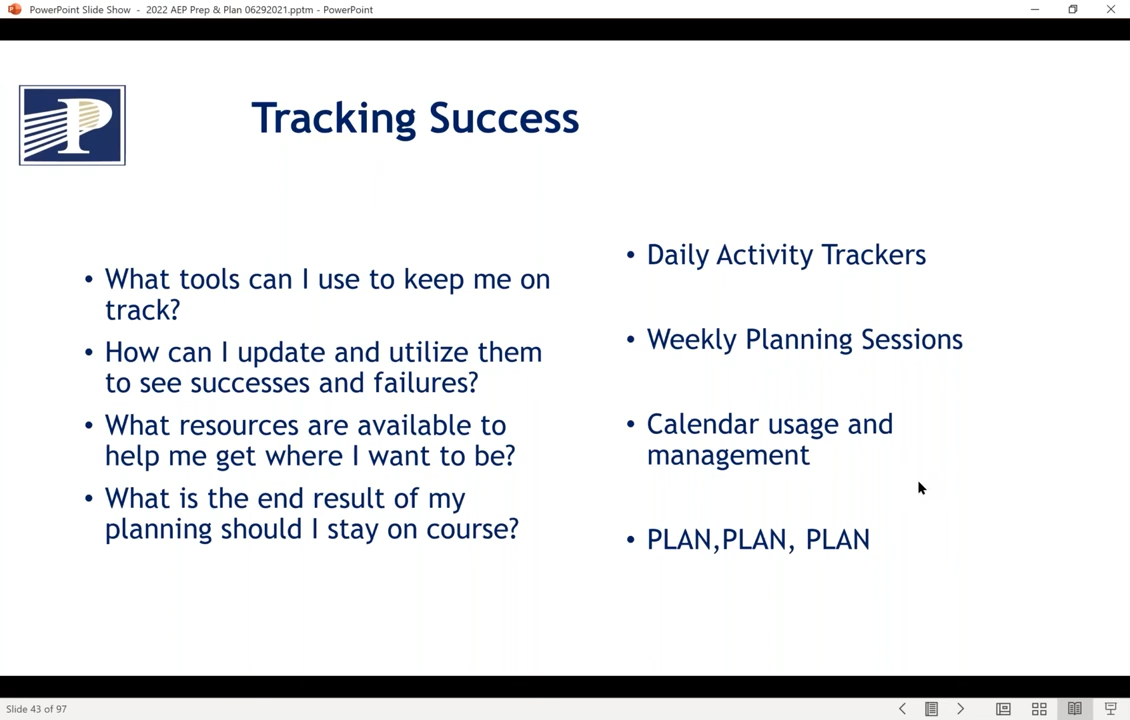 PowerPoint Slide Show - 2022 AEP Prep & Plan 06292021.pptm - PowerPoint
P
Tracking Success
• What tools can I use to keep me on
track?
• How can I update and utilize them
to see successes and failures?
• What resources are available to
help me get where I want to be?
• What is the end result of my
planning should I stay on course?
• Daily Activity Trackers
• Weekly Planning Sessions
• Calendar usage and
management
• PLAN,PLAN, PLAN
Slide 43 of 97